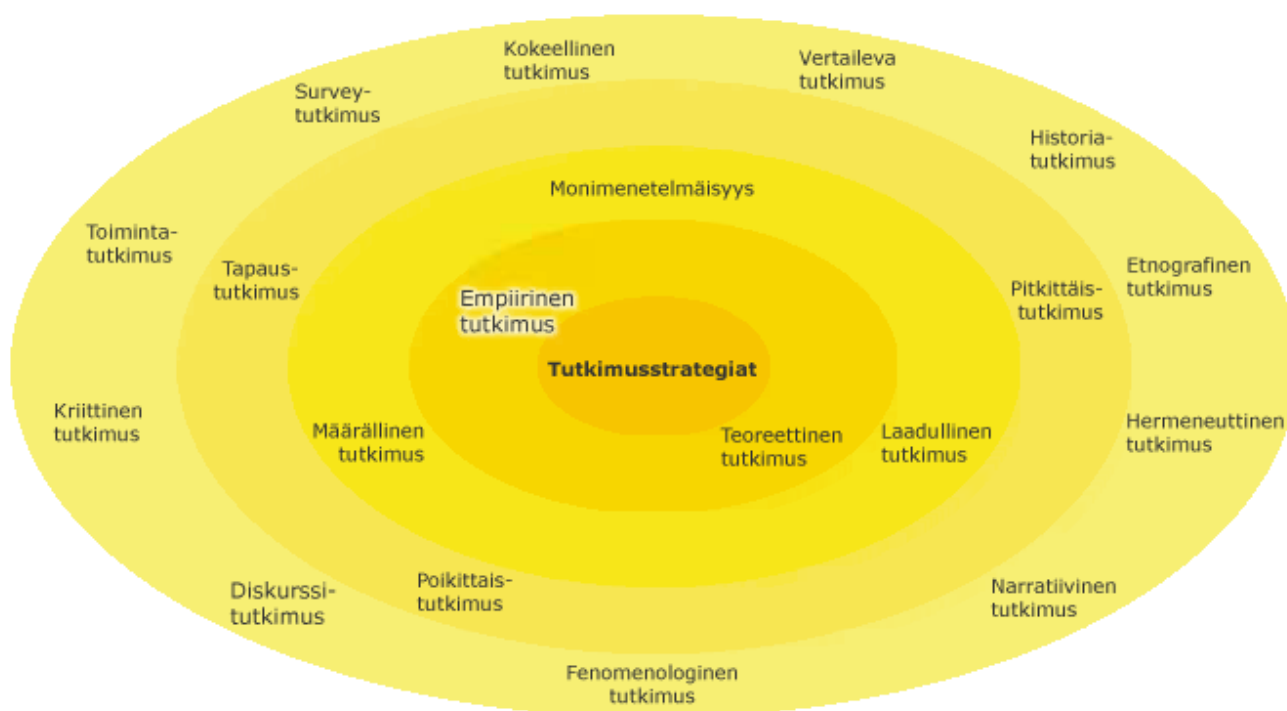 Kokeellinen
tutkimus
Vertaileva
tutkimus
Survey-
tutkimus
Historia-
tutkimus
Monimenetelmäisyys
Toiminta-
tutkimus
Tapaus-
tutkimus
Etnografinen
tutkimus
Pitkittäis-
tutkimus
Empiirinen
tutkimus
Tutkimusstrategiat
Kriittinen
tutkimus
Määrällinen
tutkimus
Teoreettinen
tutkimus
Laadullinen
tutkimus
Hermeneuttinen
tutkimus
Diskurssi-
tutkimus
Poikittais-
tutkimus
Narratiivinen
tutkimus
Fenomenologinen
tutkimus